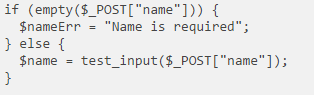 if (empty($_POST["name"])) {
  $nameErr = "Name is required";
} else {
  $name = test_input($_POST["name"]);
}